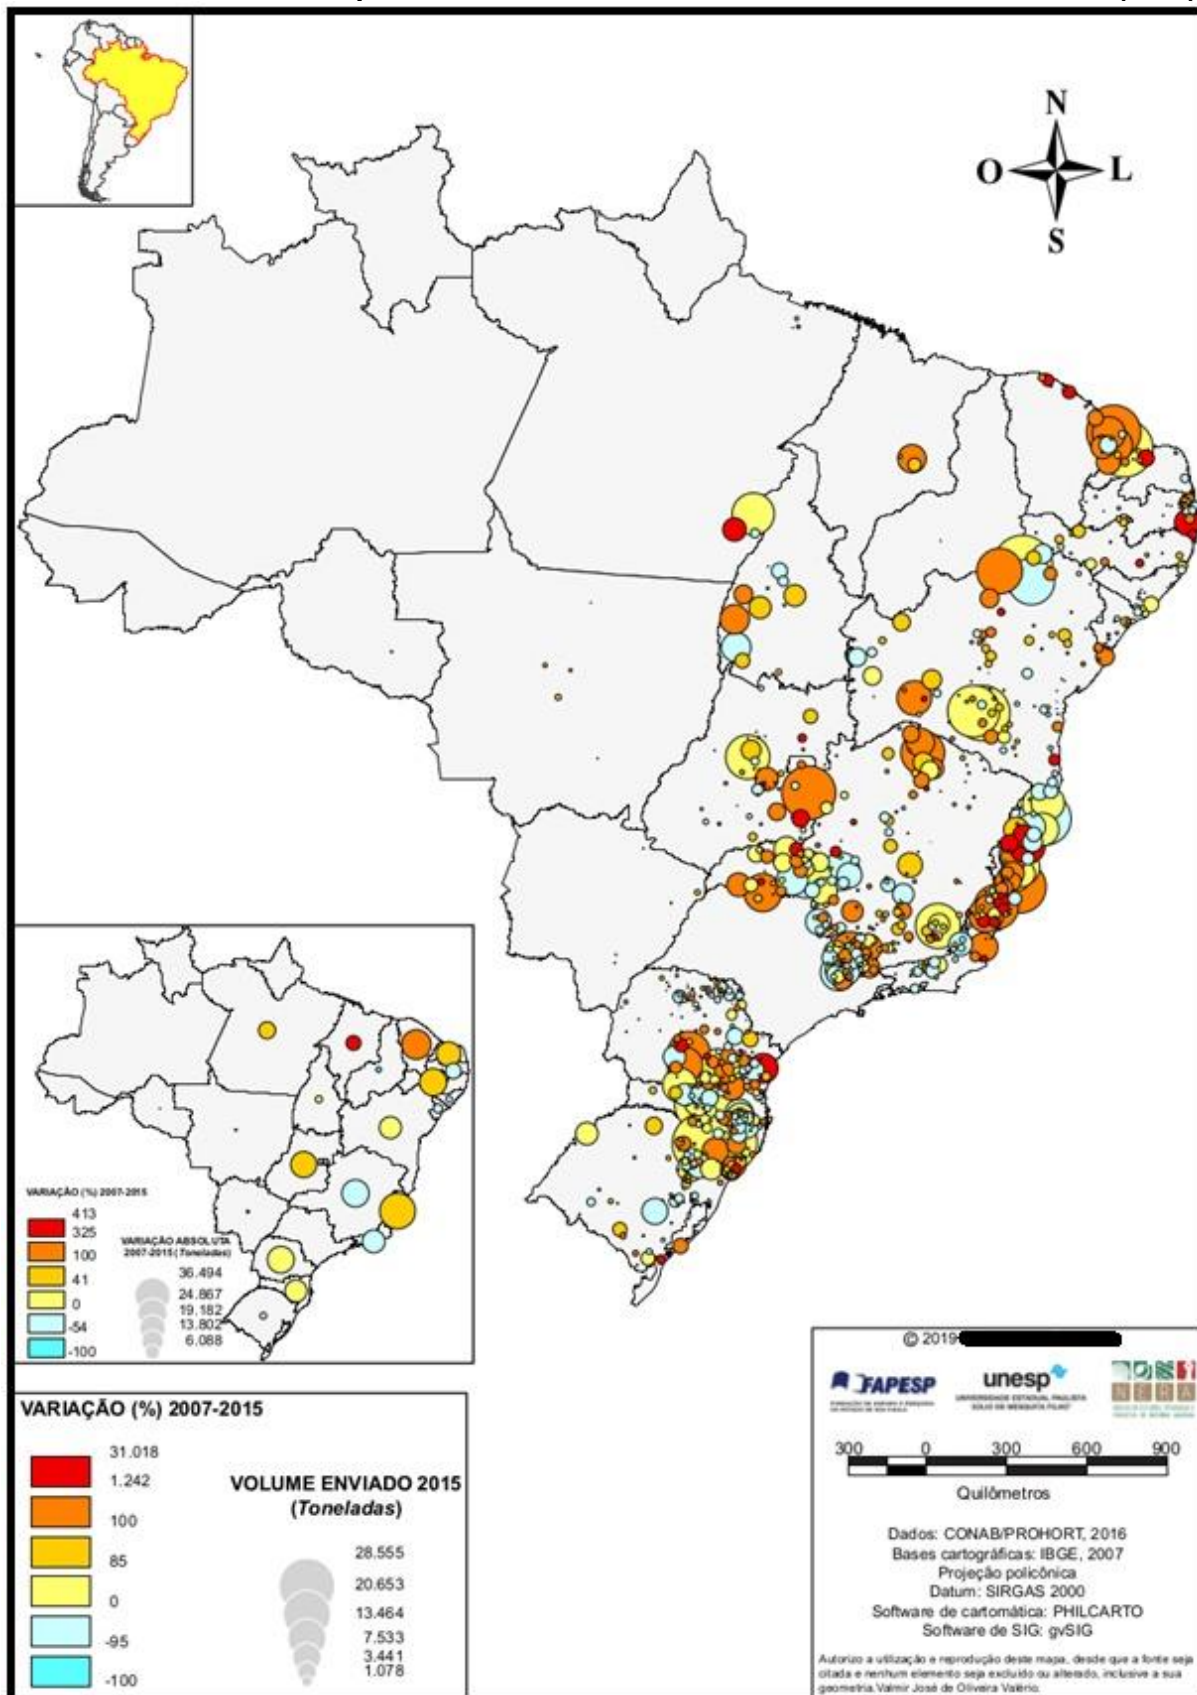 N
O
L
S
VARIAÇÃO (%) 2007-2015
413
325
100
41
0
-54
-100
VARIAÇÃO ABSOLUTA
2007-2015 (Toneladas)
36.494
24.867
19.182
13.802
6.088
VARIAÇÃO (%) 2007-2015
31.018
1.242
100
85
0
-95
-100
VOLUME ENVIADO 2015
(Toneladas)
28.555
20.653
13.464
7.533
3.441
1.078
© 2019
FAPESP
unesp
UNIVERSIDADE ESTADUAL PAULISTA
NERA
300 0 300 600 900
Quilômetros
Dados: CONAB/PROHORT, 2016
Bases cartográficas: IBGE, 2007
Projeção policônica
Datum: SIRGAS 2000
Software de cartomática: PHILCARTO
Software de SIG: gvSIG
Autorizo a utilização e reprodução deste mapa, desde que a fonte seja
citada e nenhum elemento seja excluído ou alterado, inclusive a sua
geometria. Valmir José de Oliveira Valério.